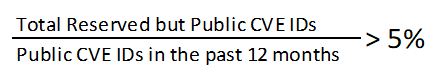 Total Reserved but Public CVE IDs
Public CVE IDs in the past 12 months
> 5%